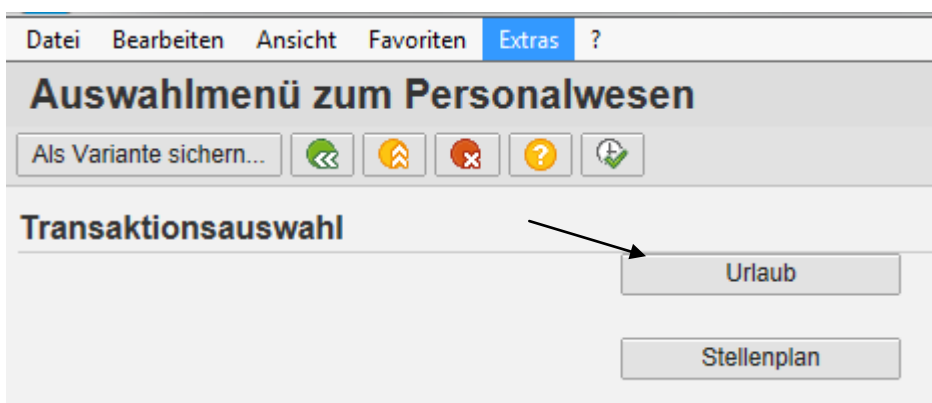 Datei Bearbeiten Ansicht Favoriten Extras ?
Auswahlmenü zum Personalwesen
Als Variante sichern... ?
Transaktionsauswahl
Urlaub
Stellenplan